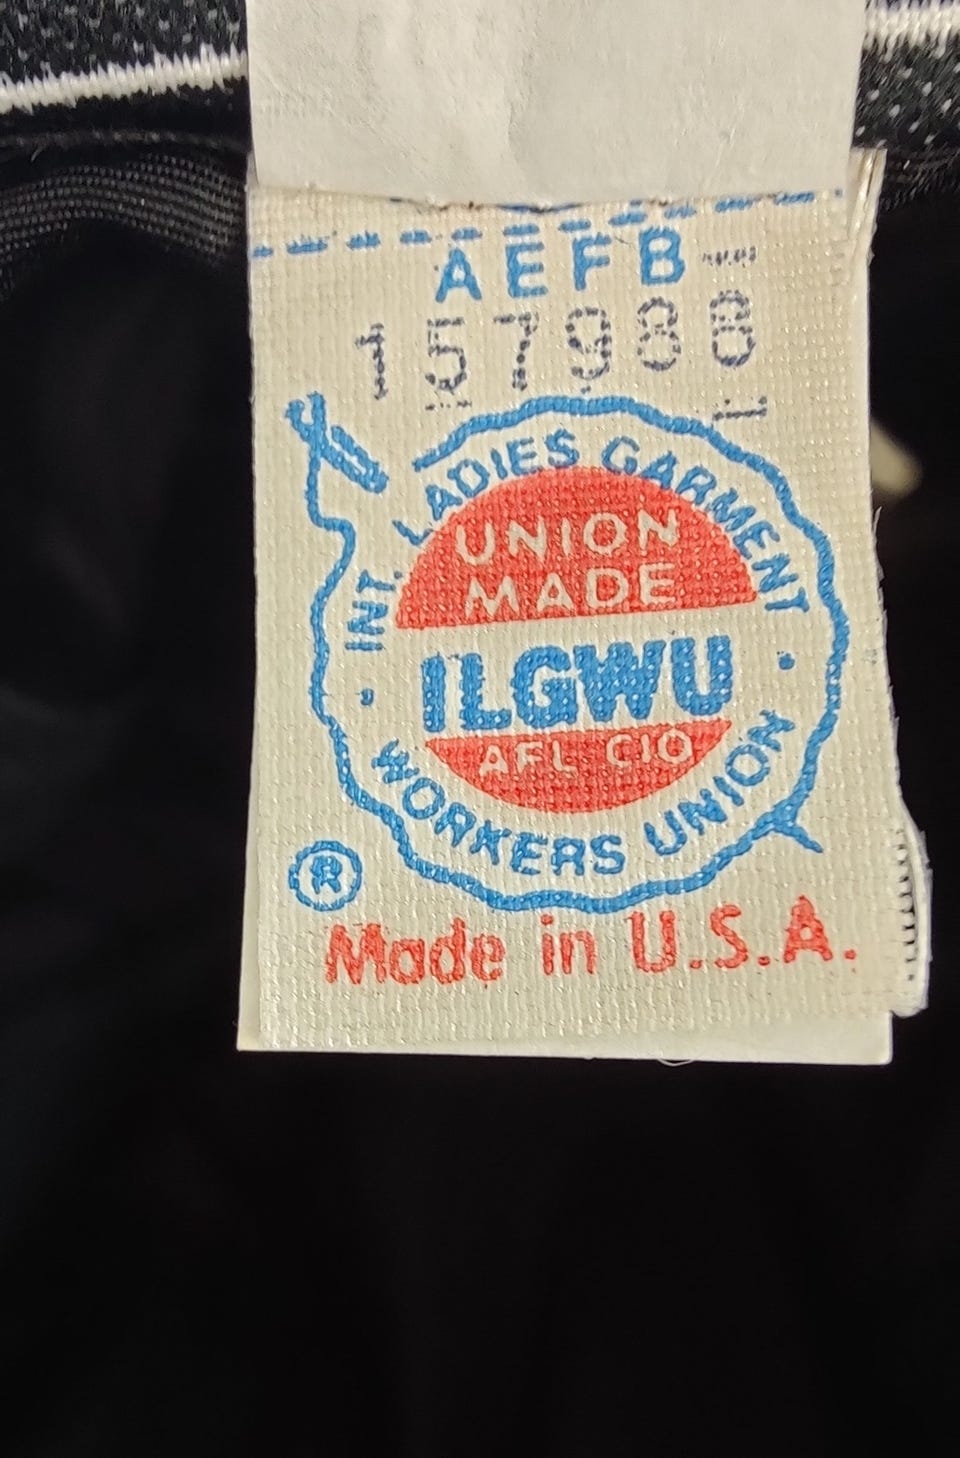 AEFB
157988
INT. LADIES GARMENT
UNION
MADE
ILGWU
AFL CIO
WORKERS UNION
®
Made in U.S.A.